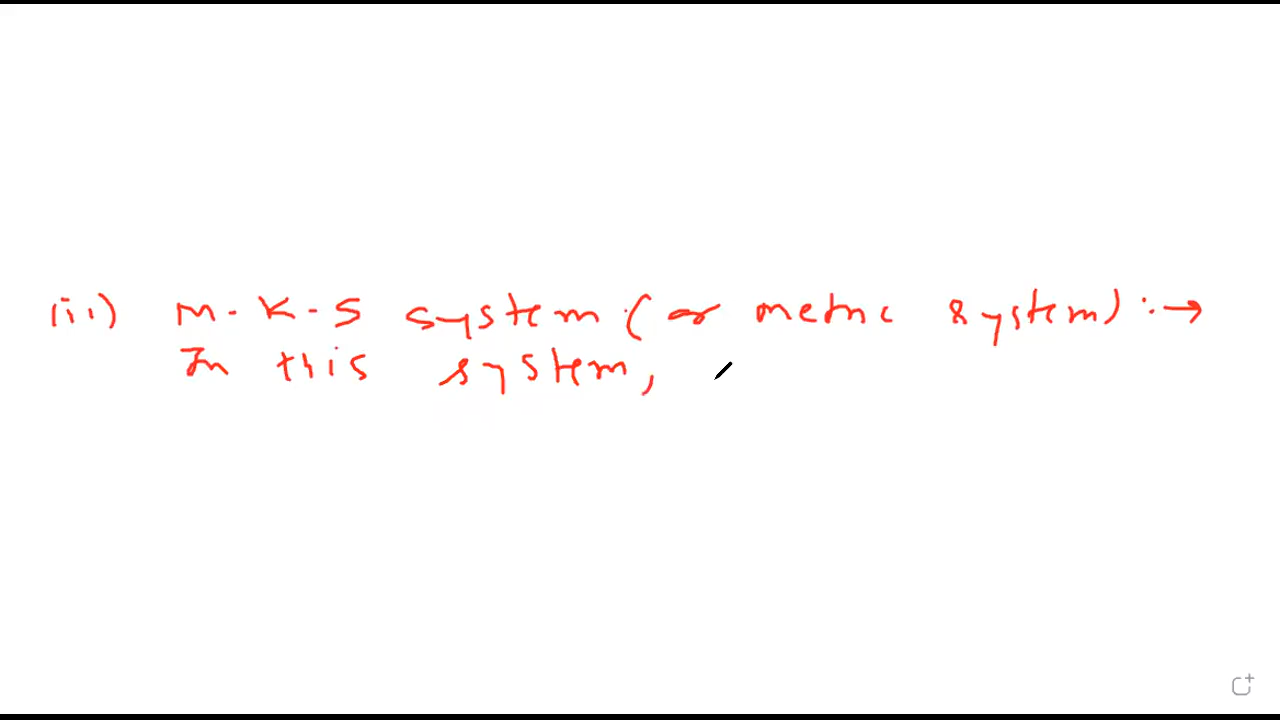 (ii) M-K-S system (or metric system) :→
In this system,